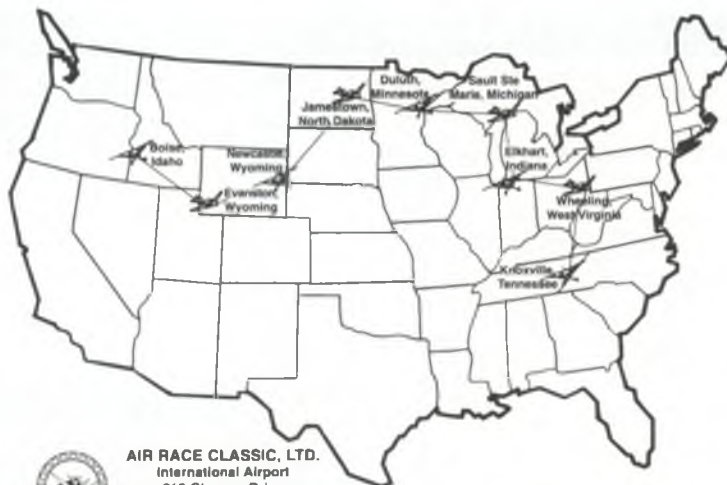 Duluth,
Minnesota
Sault Ste
Marie, Michigan
Jamestown,
North Dakota
Boise,
Idaho
Newcastle,
Wyoming
Elkhart,
Indiana
Evanston,
Wyoming
Wheeling,
West Virginia
Knoxville,
Tennessee
AIR RACE CLASSIC, LTD.
International Airport